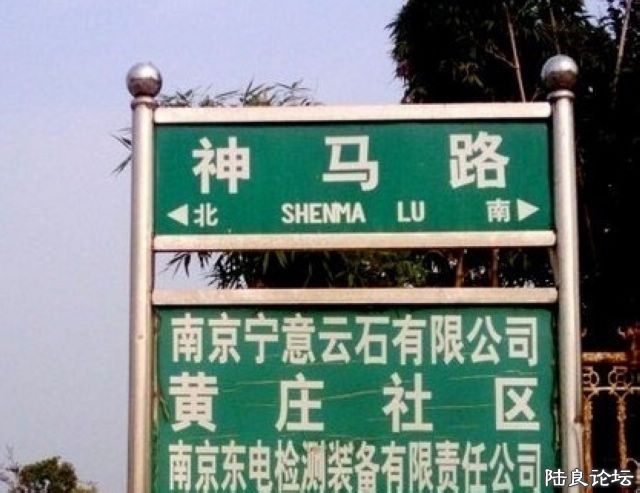 神马路
◀北 SHENMA LU 南▶
南京宁意云石有限公司
黄庄社区
南京东电检测装备有限责任公司
陆良论坛